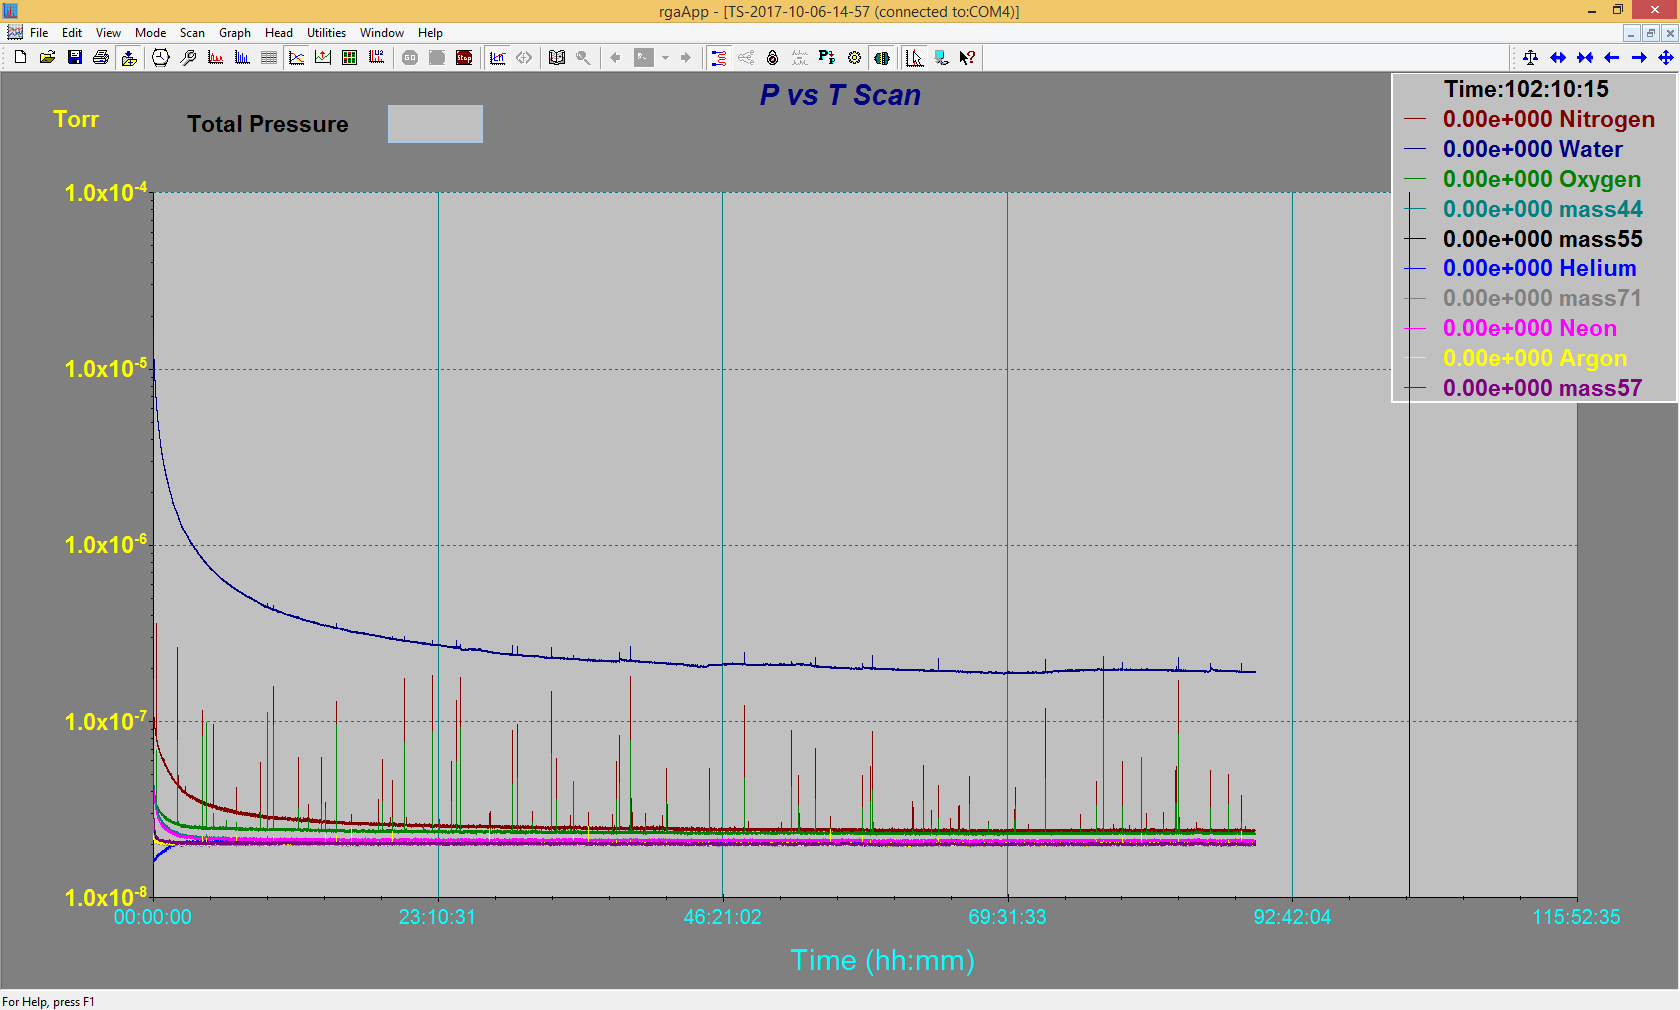 rgaApp - [TS-2017-10-06-14-57 (connected to:COM4)]
File Edit View Mode Scan Graph Head Utilities Window Help
GO Stop
P vs T Scan
Torr
Total Pressure
Time:102:10:15
0.00e+000 Nitrogen
0.00e+000 Water
0.00e+000 Oxygen
0.00e+000 mass44
0.00e+000 mass55
0.00e+000 Helium
0.00e+000 mass71
0.00e+000 Neon
0.00e+000 Argon
0.00e+000 mass57
1.0x10-4
1.0x10-5
1.0x10-6
1.0x10-7
1.0x10-8
00:00:00 23:10:31 46:21:02 69:31:33 92:42:04 115:52:35
Time (hh:mm)
For Help, press F1